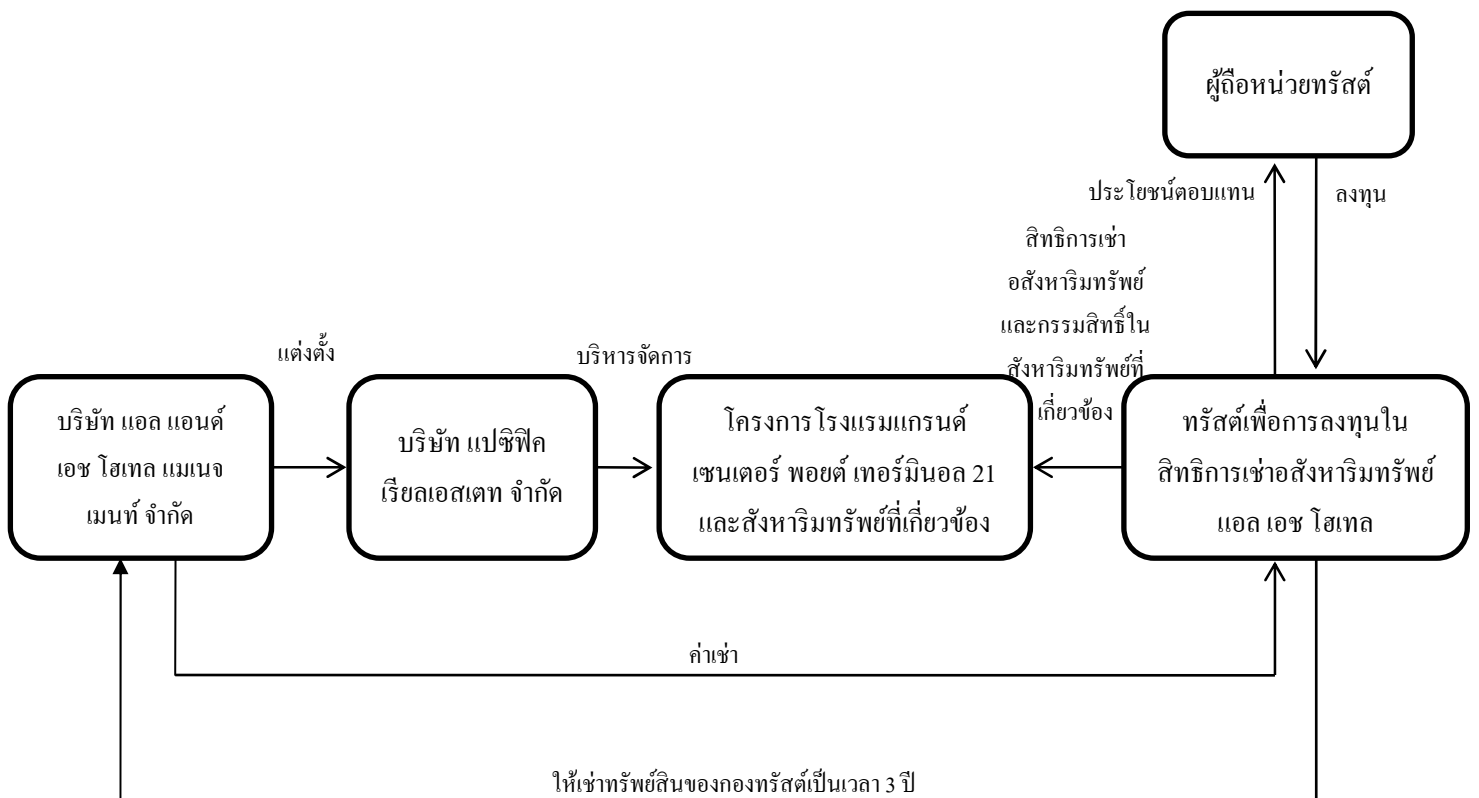 ผู้ถือหน่วยทรัสต์
ประโยชน์ตอบแทน
ลงทุน
สิทธิการเช่า
อสังหาริมทรัพย์
และกรรมสิทธิ์ใน
สังหาริมทรัพย์ที่
เกี่ยวข้อง
แต่งตั้ง
บริหารจัดการ
บริษัท แอล แอนด์
เอช โฮเทล แมเนจ
เมนท์ จำกัด
บริษัท แปซิฟิค
เรียลเอสเตท จำกัด
โครงการโรงแรมแกรนด์
เซนเตอร์ พอยต์ เทอร์มินอล 21
และสังหาริมทรัพย์ที่เกี่ยวข้อง
ทรัสต์เพื่อการลงทุนใน
สิทธิการเช่าอสังหาริมทรัพย์
แอล เอช โฮเทล
ค่าเช่า
ให้เช่าทรัพย์สินของกองทรัสต์เป็นเวลา 3 ปี